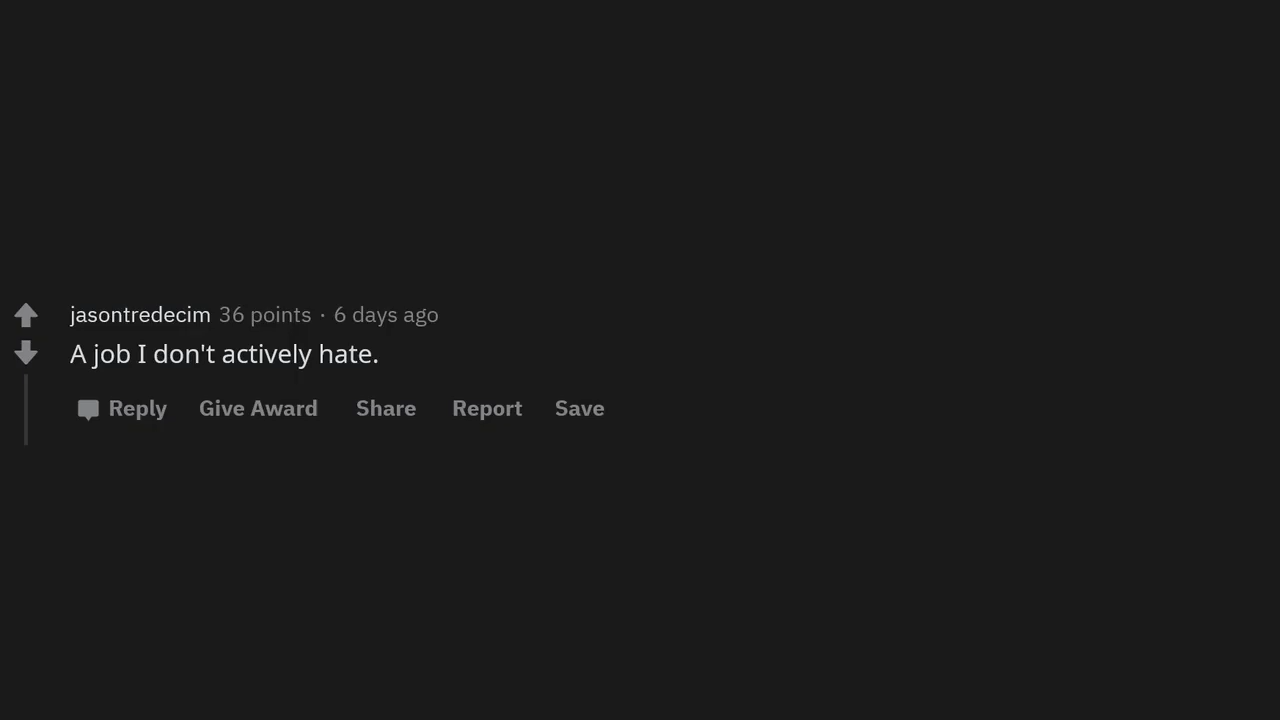 jasontredecim 36 points · 6 days ago
A job I don't actively hate.
Reply Give Award Share Report Save